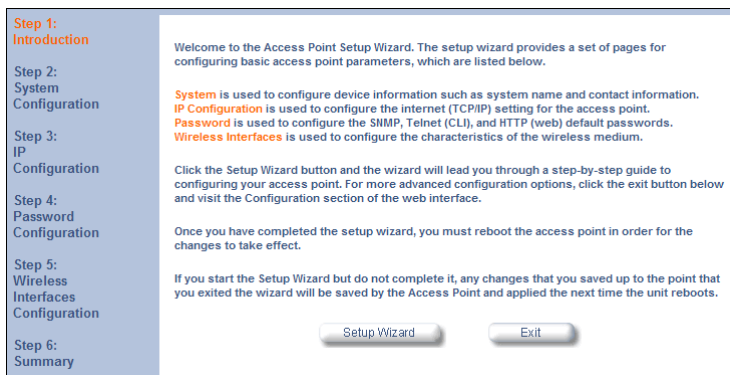 Step 1:
Introduction
Step 2:
System
Configuration
Step 3:
IP
Configuration
Step 4:
Password
Configuration
Step 5:
Wireless
Interfaces
Configuration
Step 6:
Summary
Welcome to the Access Point Setup Wizard. The setup wizard provides a set of pages for
configuring basic access point parameters, which are listed below.
System is used to configure device information such as system name and contact information.
IP Configuration is used to configure the internet (TCP/IP) setting for the access point.
Password is used to configure the SNMP, Telnet (CLI), and HTTP (web) default passwords.
Wireless Interfaces is used to configure the characteristics of the wireless medium.
Click the Setup Wizard button and the wizard will lead you through a step-by-step guide to
configuring your access point. For more advanced configuration options, click the exit button below
and visit the Configuration section of the web interface.
Once you have completed the setup wizard, you must reboot the access point in order for the
changes to take effect.
If you start the Setup Wizard but do not complete it, any changes that you saved up to the point that
you exited the wizard will be saved by the Access Point and applied the next time the unit reboots.
Setup Wizard
Exit